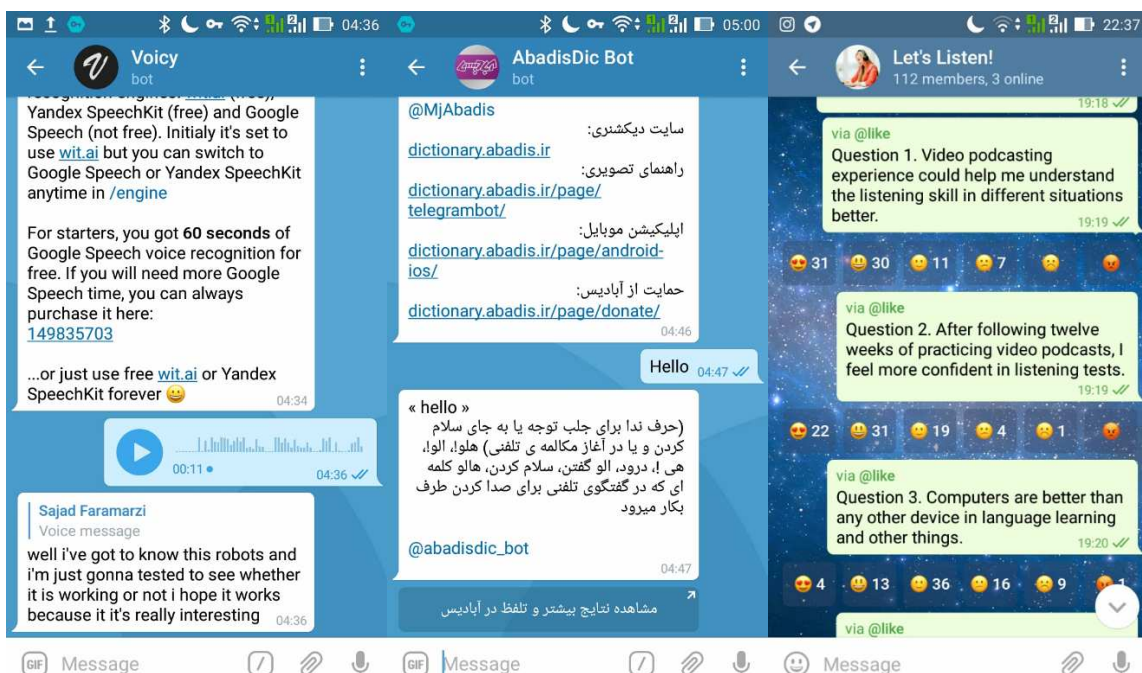 04:36
Voicy
bot
Yandex SpeechKit (free) and Google
Speech (not free). Initialy it's set to
use wit.ai but you can switch to
Google Speech or Yandex SpeechKit
anytime in /engine
For starters, you got 60 seconds of
Google Speech voice recognition for
free. If you will need more Google
Speech time, you can always
purchase it here:
149835703
...or just use free wit.ai or Yandex
SpeechKit forever 😀
04:34
00:11
04:36
Sajad Faramarzi
Voice message
well i've got to know this robots and
i'm just gonna tested to see whether
it is working or not i hope it works
because it it's really interesting
04:36
GIF Message
05:00
AbadisDic Bot
bot
@MjAbadis
سایت دیکشنری:
dictionary.abadis.ir
راهنمای تصویری:
dictionary.abadis.ir/page/
telegrambot/
اپلیکیشن موبایل:
dictionary.abadis.ir/page/android-
ios/
حمایت از آبادیس:
dictionary.abadis.ir/page/donate/
04:46
Hello 04:47
« hello »
(حرف ندا برای جلب توجه یا به جای سلام
کردن و یا در آغاز مکالمه ی تلفنی) هلو!، الو!،
هی !، درود، الو گفتن، سلام کردن، هالو کلمه
ای که در گفتگوی تلفنی برای صدا کردن طرف
بکار میرود
@abadisdic_bot
04:47
مشاهده نتایج بیشتر و تلفظ در آبادیس
GIF Message
22:37
Let's Listen!
112 members, 3 online
19:18
via @like
Question 1. Video podcasting
experience could help me understand
the listening skill in different situations
better.
19:19
😍 31 😃 30 🙂 11 😕 7 ☹️ 😡
via @like
Question 2. After following twelve
weeks of practicing video podcasts, I
feel more confident in listening tests.
19:19
😍 22 😃 31 🙂 19 😕 4 ☹️ 1 😡
via @like
Question 3. Computers are better than
any other device in language learning
and other things.
19:20
😍 4 😃 13 🙂 36 😕 16 ☹️ 9 😡 1
via @like
Message